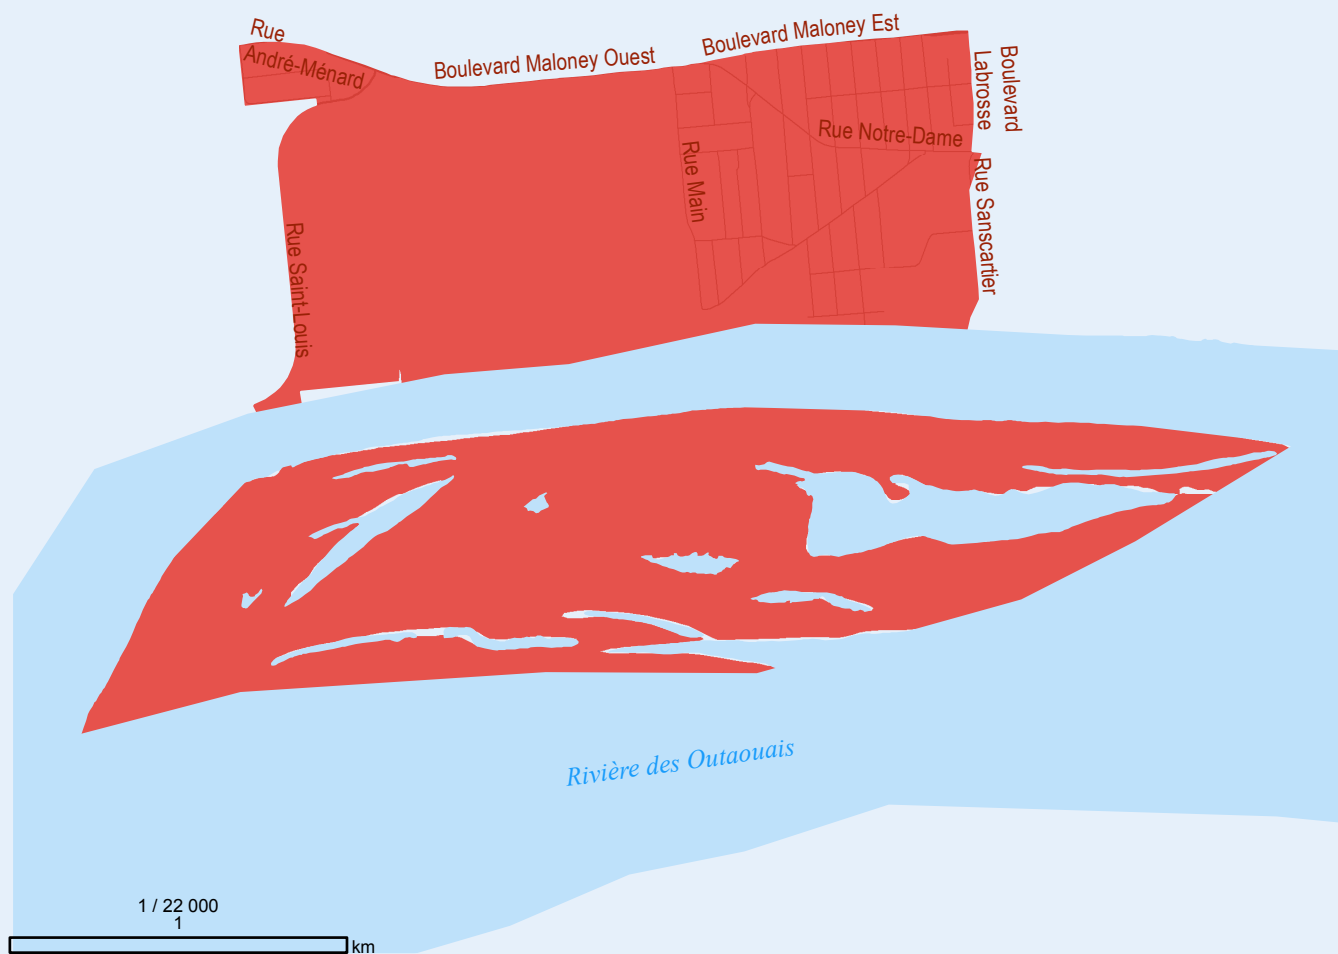 Rue
André-Ménard
Boulevard Maloney Ouest
Boulevard Maloney Est
Boulevard
Labrosse
Rue Notre-Dame
Rue Main
Rue Sanscartier
Rue Saint-Louis
Rivière des Outaouais
1 / 22 000
1
km